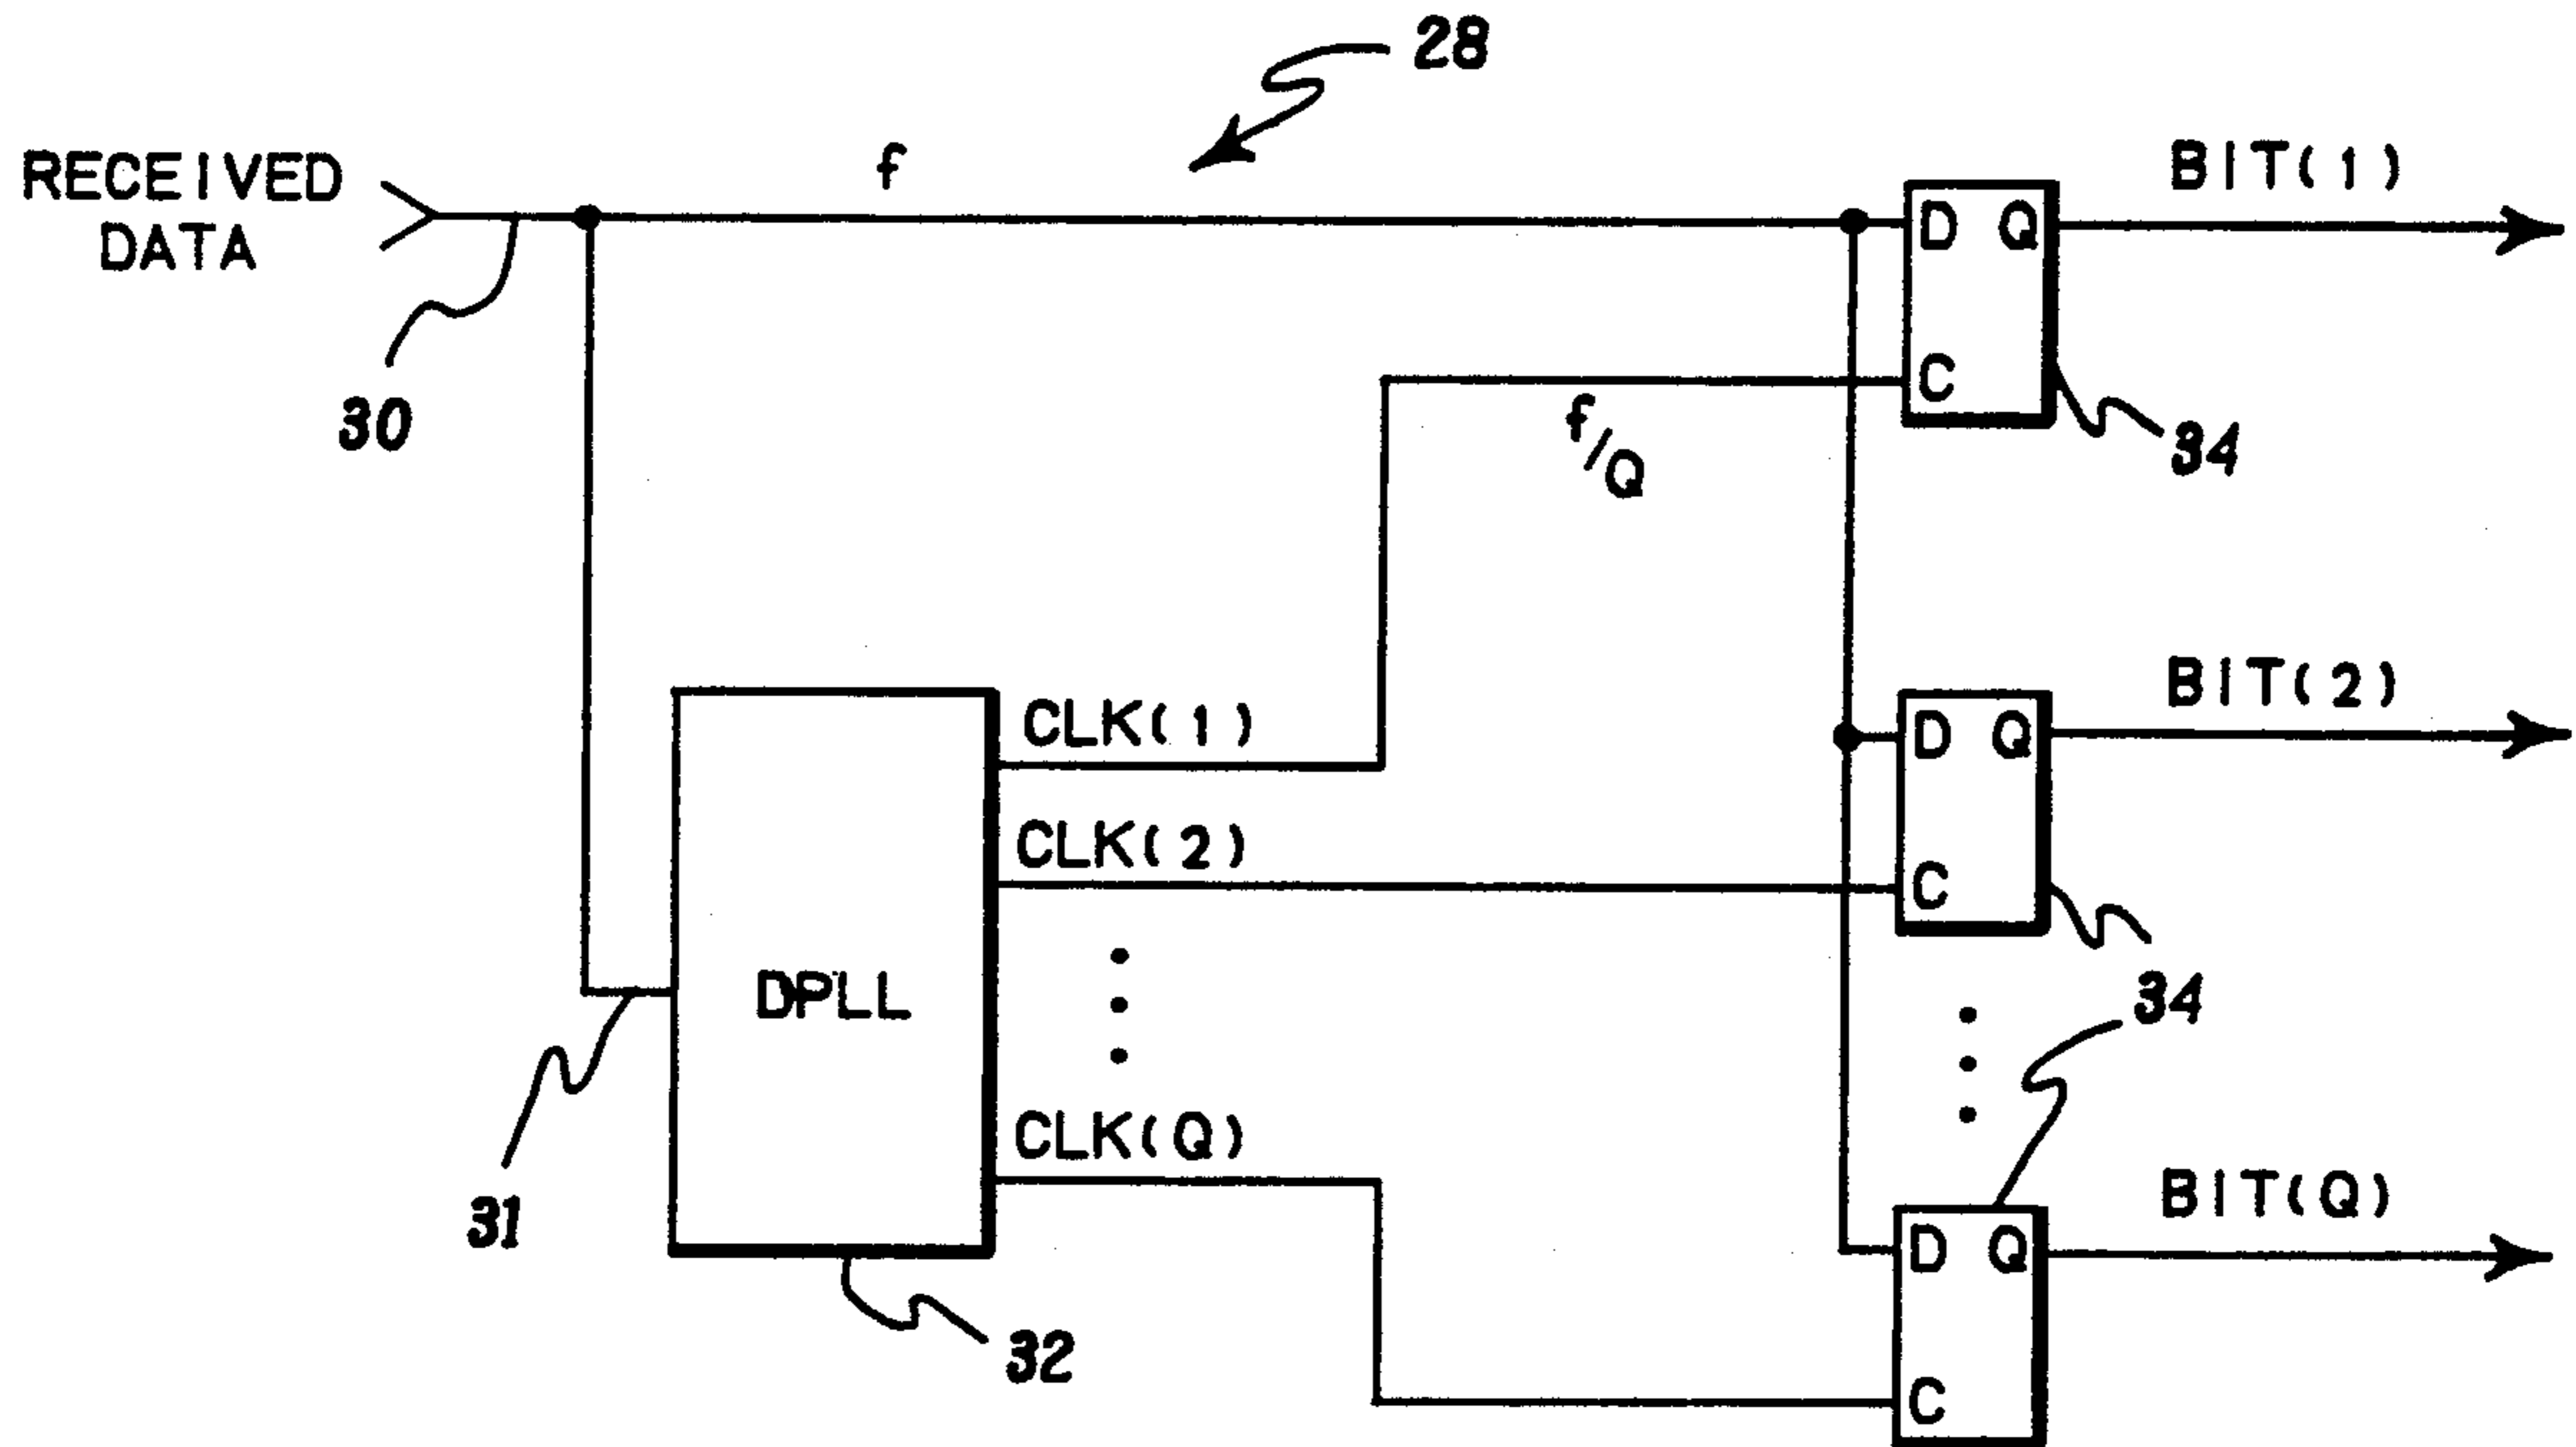 28
RECEIVED
DATA
f
BIT(1)
D Q
C
30
f/Q
34
BIT(2)
CLK(1)
D Q
CLK(2)
C
DPLL
34
CLK(Q)
BIT(Q)
31
D Q
32
C